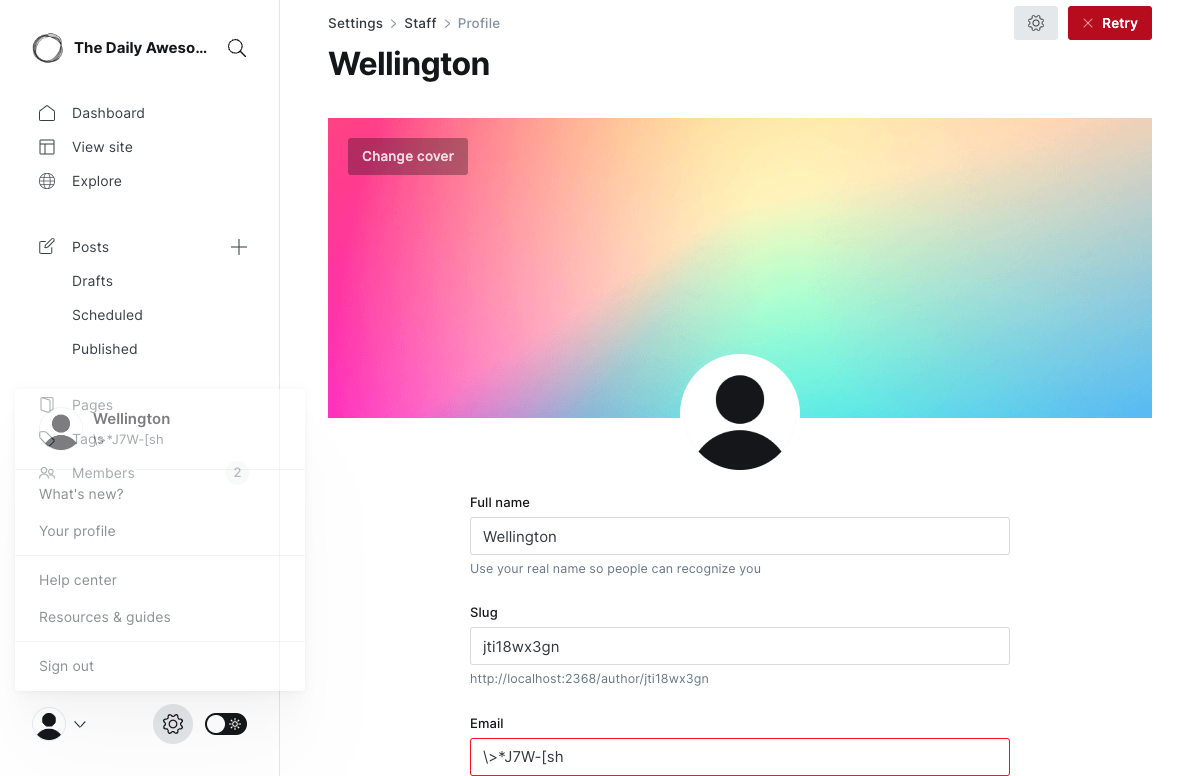 The Daily Aweso...
Dashboard
View site
Explore
Posts
Drafts
Scheduled
Published
Pages
Wellington
Tags
\>*J7W-[sh
Members
2
What's new?
Your profile
Help center
Resources & guides
Sign out
Settings > Staff > Profile
Retry
Wellington
Change cover
Full name
Wellington
Use your real name so people can recognize you
Slug
jti18wx3gn
http://localhost:2368/author/jti18wx3gn
Email
\>*J7W-[sh